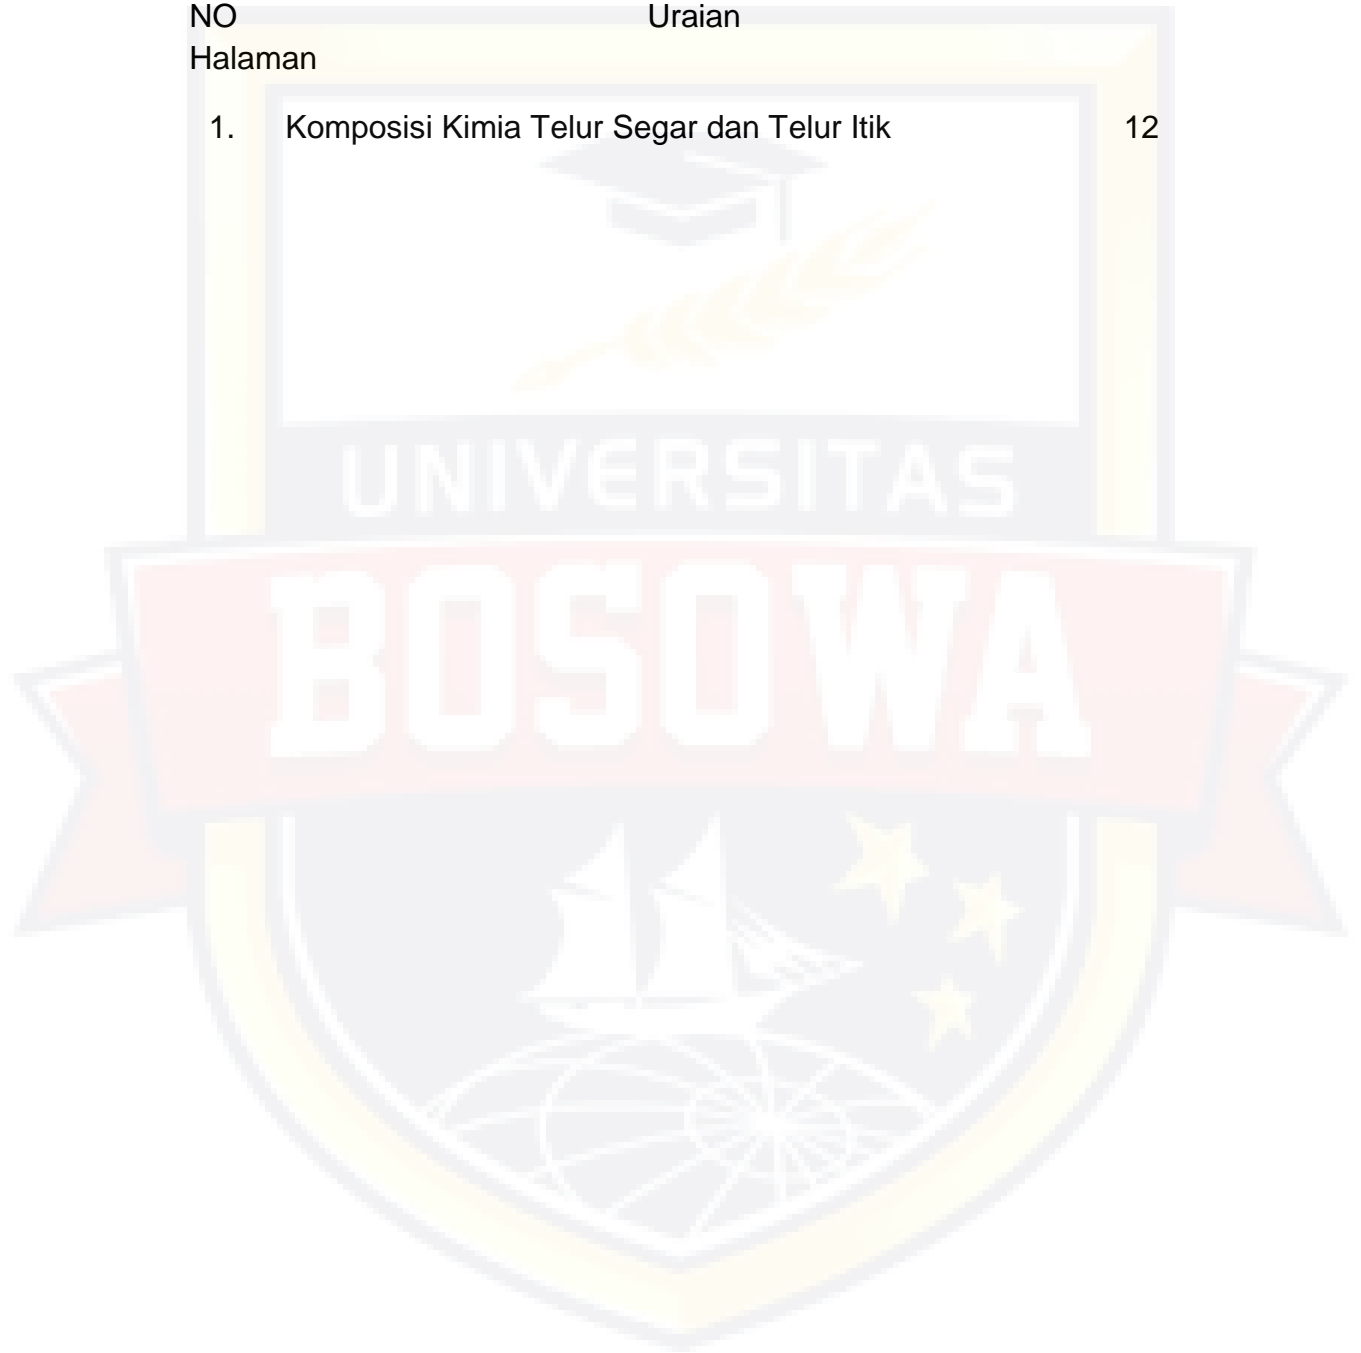 NO Uraian
Halaman
1. Komposisi Kimia Telur Segar dan Telur Itik 12
UNIVERSITAS
BOSOWA